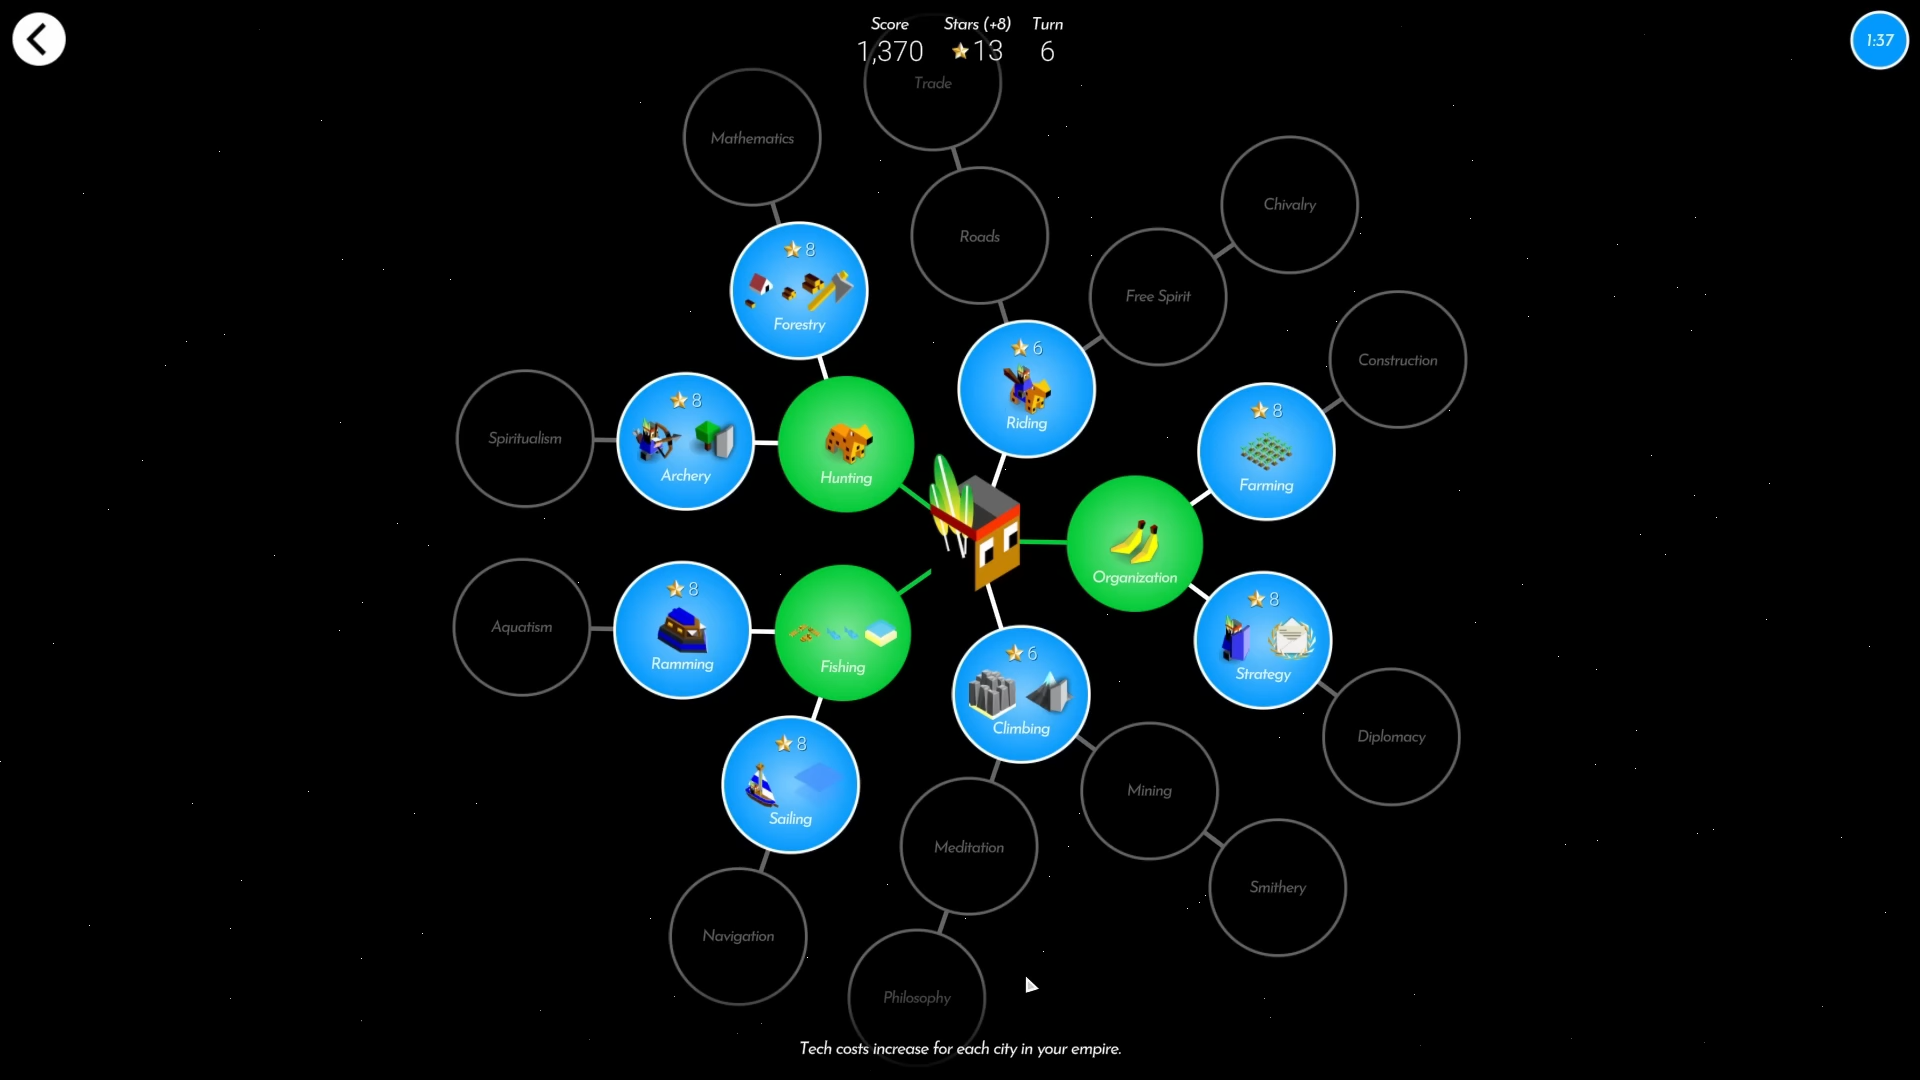 Score Stars (+8) Turn
1,370 13 6
1:37
Trade
Mathematics
Roads
Chivalry
8
Forestry
Free Spirit
6
Riding
Construction
8
Archery
Spiritualism
Hunting
8
Farming
Organization
8
Ramming
Aquatism
Fishing
8
Strategy
6
Climbing
Diplomacy
8
Sailing
Mining
Meditation
Smithery
Navigation
Philosophy
Tech costs increase for each city in your empire.